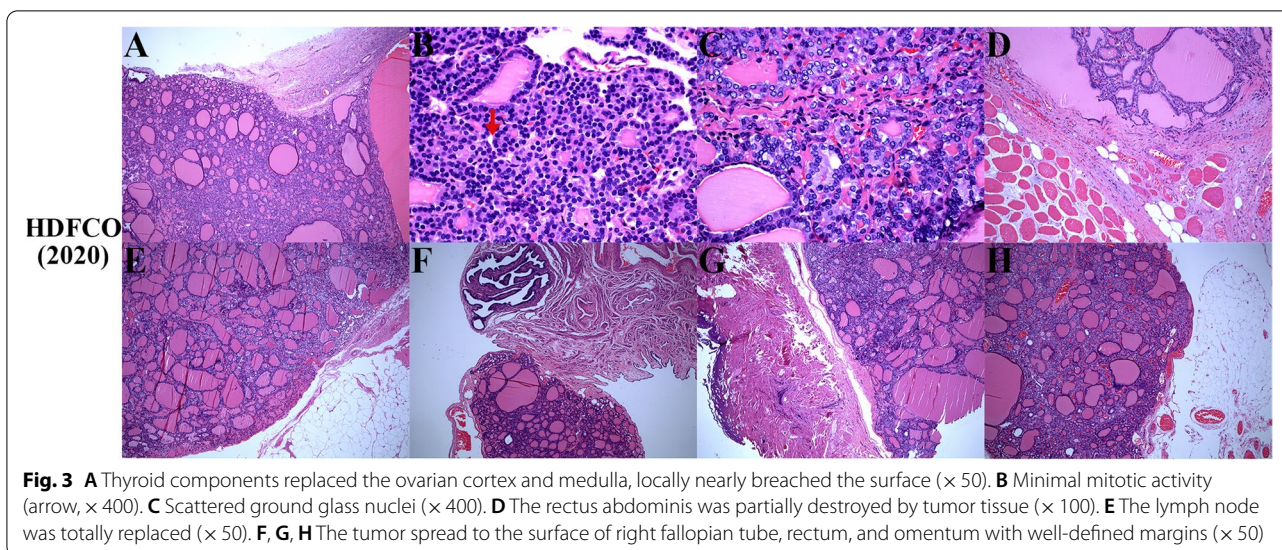 A B C D
HDFCO
(2020)
E F G H
Fig. 3 A Thyroid components replaced the ovarian cortex and medulla, locally nearly breached the surface (× 50). B Minimal mitotic activity
(arrow, × 400). C Scattered ground glass nuclei (× 400). D The rectus abdominis was partially destroyed by tumor tissue (× 100). E The lymph node
was totally replaced (× 50). F, G, H The tumor spread to the surface of right fallopian tube, rectum, and omentum with well-defined margins (× 50)